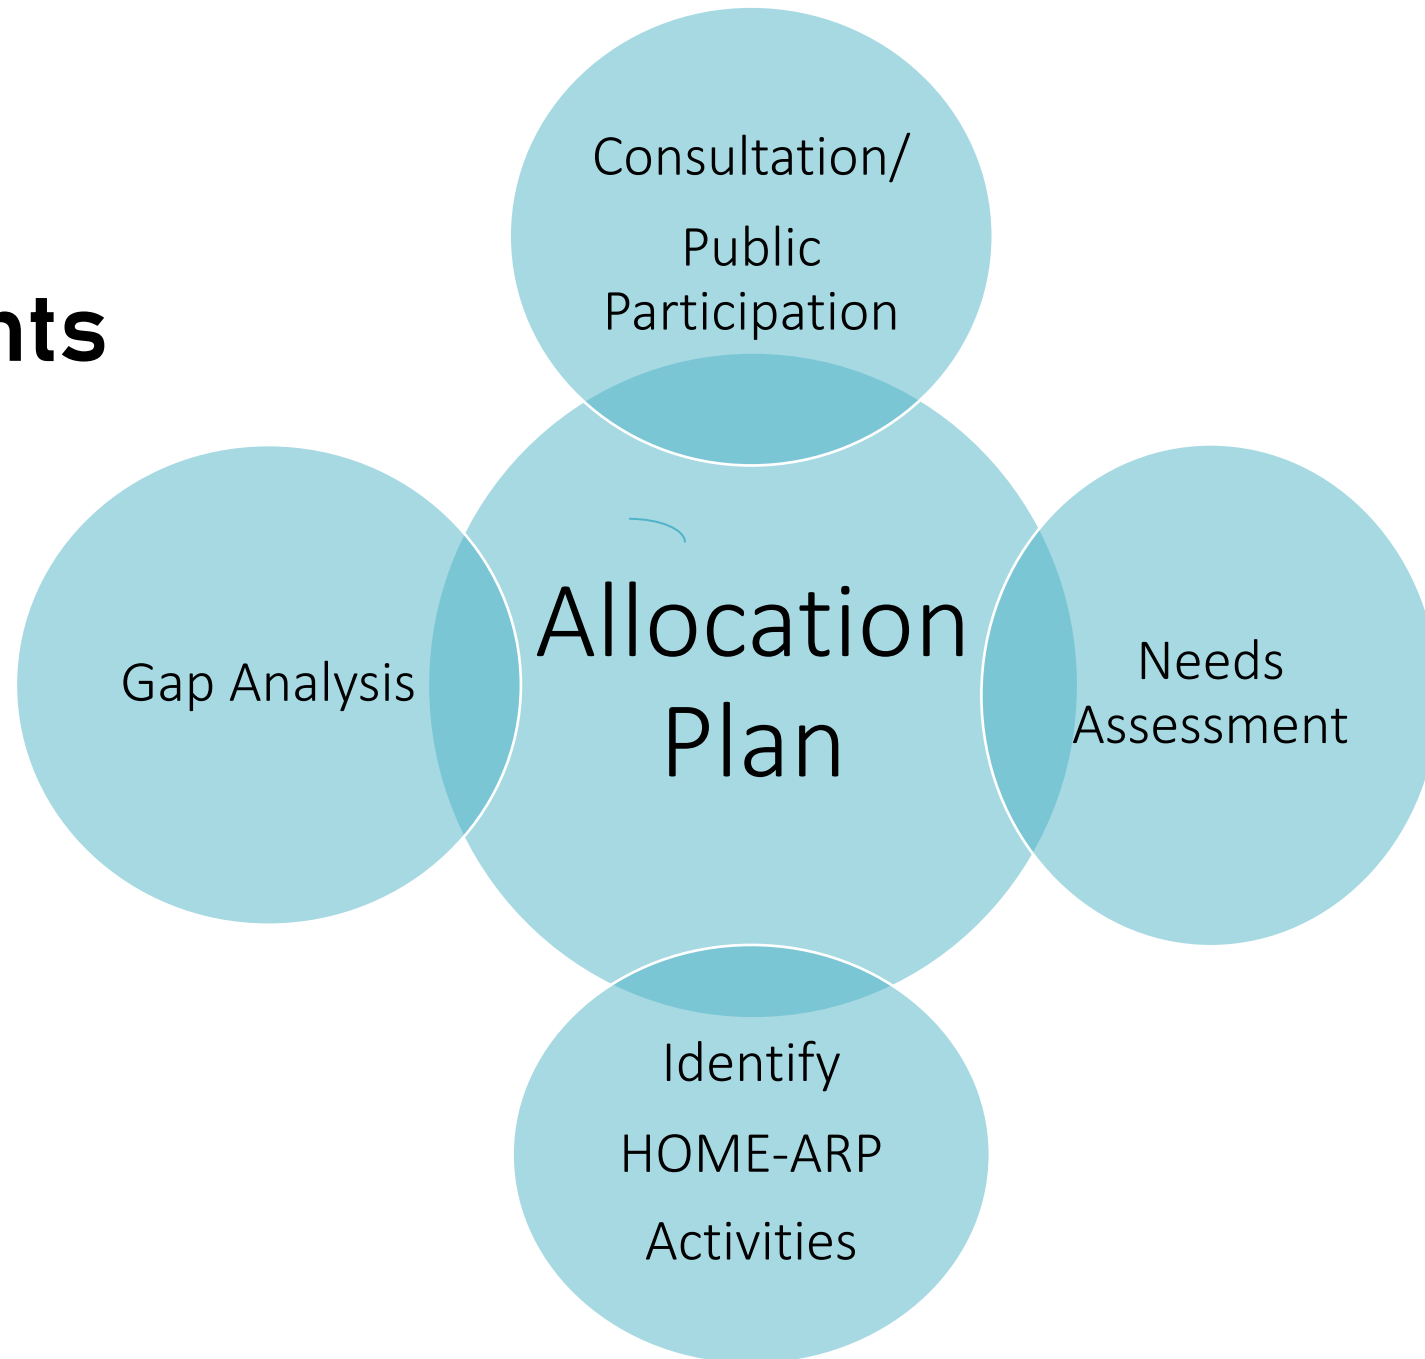 Consultation/
Public
Participation
nts
Allocation
Plan
Gap Analysis
Needs
Assessment
Identify
HOME-ARP
Activities